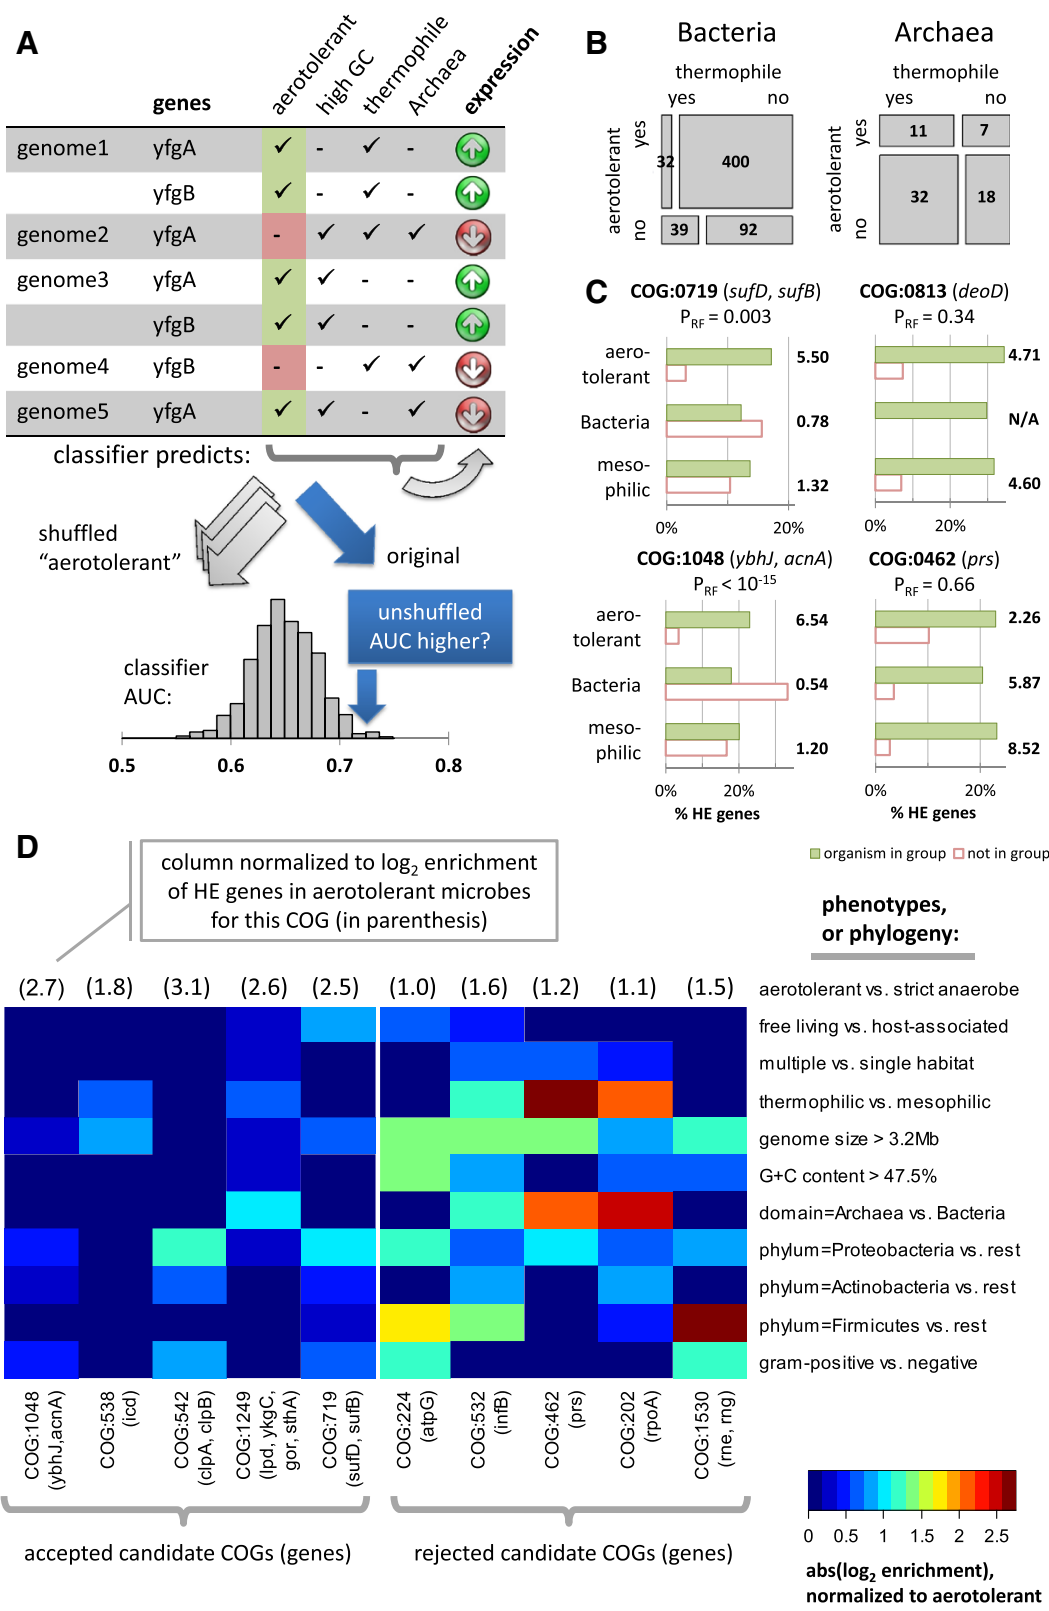 A
genes
aerotolerant
high GC
thermophile
Archaea
expression
genome1 yfgA ✓ - ✓ -
yfgB ✓ - ✓ -
genome2 yfgA - ✓ ✓ ✓
genome3 yfgA ✓ ✓ - -
yfgB ✓ ✓ - -
genome4 yfgB - - ✓ ✓
genome5 yfgA ✓ ✓ - ✓
classifier predicts:
shuffled
“aerotolerant”
original
unshuffled
AUC higher?
classifier
AUC:
0.5 0.6 0.7 0.8
B
Bacteria
thermophile
yes no
aerotolerant
yes
no
32 400
39 92
Archaea
thermophile
yes no
aerotolerant
yes
no
11 7
32 18
C
COG:0719 (sufD, sufB)
PRF = 0.003
aero-
tolerant
5.50
Bacteria
0.78
meso-
philic
1.32
0% 20%
COG:0813 (deoD)
PRF = 0.34
4.71
N/A
4.60
0% 20%
COG:1048 (ybhJ, acnA)
PRF < 10-15
aero-
tolerant
6.54
Bacteria
0.54
meso-
philic
1.20
0% 20%
% HE genes
COG:0462 (prs)
PRF = 0.66
2.26
5.87
8.52
0% 20%
% HE genes
organism in group not in group
D
column normalized to log2 enrichment
of HE genes in aerotolerant microbes
for this COG (in parenthesis)
phenotypes,
or phylogeny:
(2.7) (1.8) (3.1) (2.6) (2.5) (1.0) (1.6) (1.2) (1.1) (1.5)
aerotolerant vs. strict anaerobe
free living vs. host-associated
multiple vs. single habitat
thermophilic vs. mesophilic
genome size > 3.2Mb
G+C content > 47.5%
domain=Archaea vs. Bacteria
phylum=Proteobacteria vs. rest
phylum=Actinobacteria vs. rest
phylum=Firmicutes vs. rest
gram-positive vs. negative
COG:1048
(ybhJ,acnA)
COG:538
(icd)
COG:542
(clpA, clpB)
COG:1249
(lpd, ykgC,
gor, sthA)
COG:719
(sufD, sufB)
COG:224
(atpG)
COG:532
(infB)
COG:462
(prs)
COG:202
(rpoA)
COG:1530
(rne, rng)
accepted candidate COGs (genes)
rejected candidate COGs (genes)
0 0.5 1 1.5 2 2.5
abs(log2 enrichment),
normalized to aerotolerant